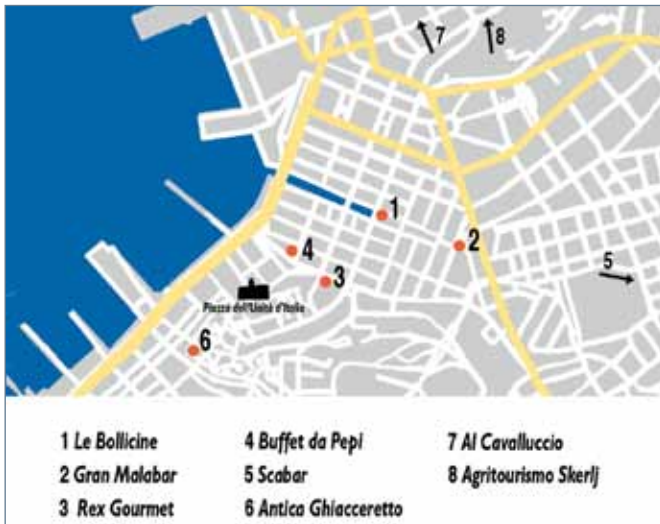 7
8
1
2
5
4
3
Piazza dell'Unità d'Italia
6
1 Le Bollicine
2 Gran Malabar
3 Rex Gourmet
4 Buffet da Pepi
5 Scabar
6 Antica Ghiacceretto
7 Al Cavalluccio
8 Agritourismo Skerlj